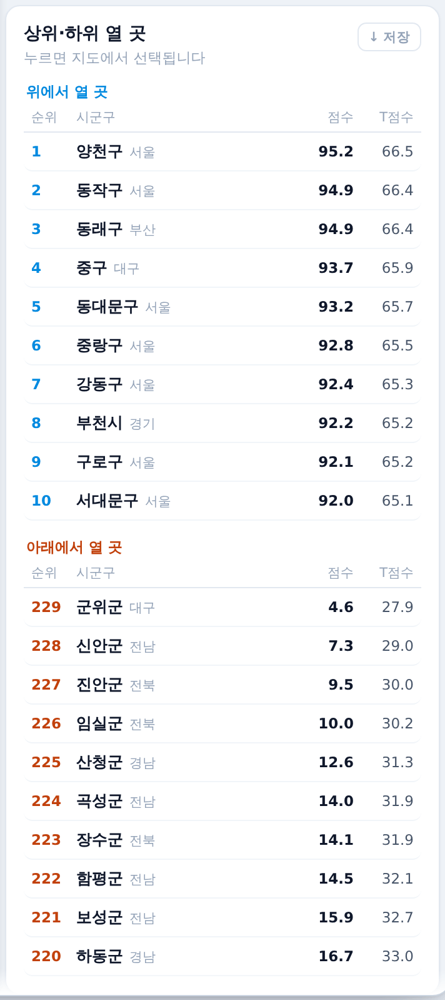 상위·하위 열 곳
↓ 저장
누르면 지도에서 선택됩니다
위에서 열 곳
순위 시군구 점수 T점수
1 양천구 서울 95.2 66.5
2 동작구 서울 94.9 66.4
3 동래구 부산 94.9 66.4
4 중구 대구 93.7 65.9
5 동대문구 서울 93.2 65.7
6 중랑구 서울 92.8 65.5
7 강동구 서울 92.4 65.3
8 부천시 경기 92.2 65.2
9 구로구 서울 92.1 65.2
10 서대문구 서울 92.0 65.1
아래에서 열 곳
순위 시군구 점수 T점수
229 군위군 대구 4.6 27.9
228 신안군 전남 7.3 29.0
227 진안군 전북 9.5 30.0
226 임실군 전북 10.0 30.2
225 산청군 경남 12.6 31.3
224 곡성군 전남 14.0 31.9
223 장수군 전북 14.1 31.9
222 함평군 전남 14.5 32.1
221 보성군 전남 15.9 32.7
220 하동군 경남 16.7 33.0